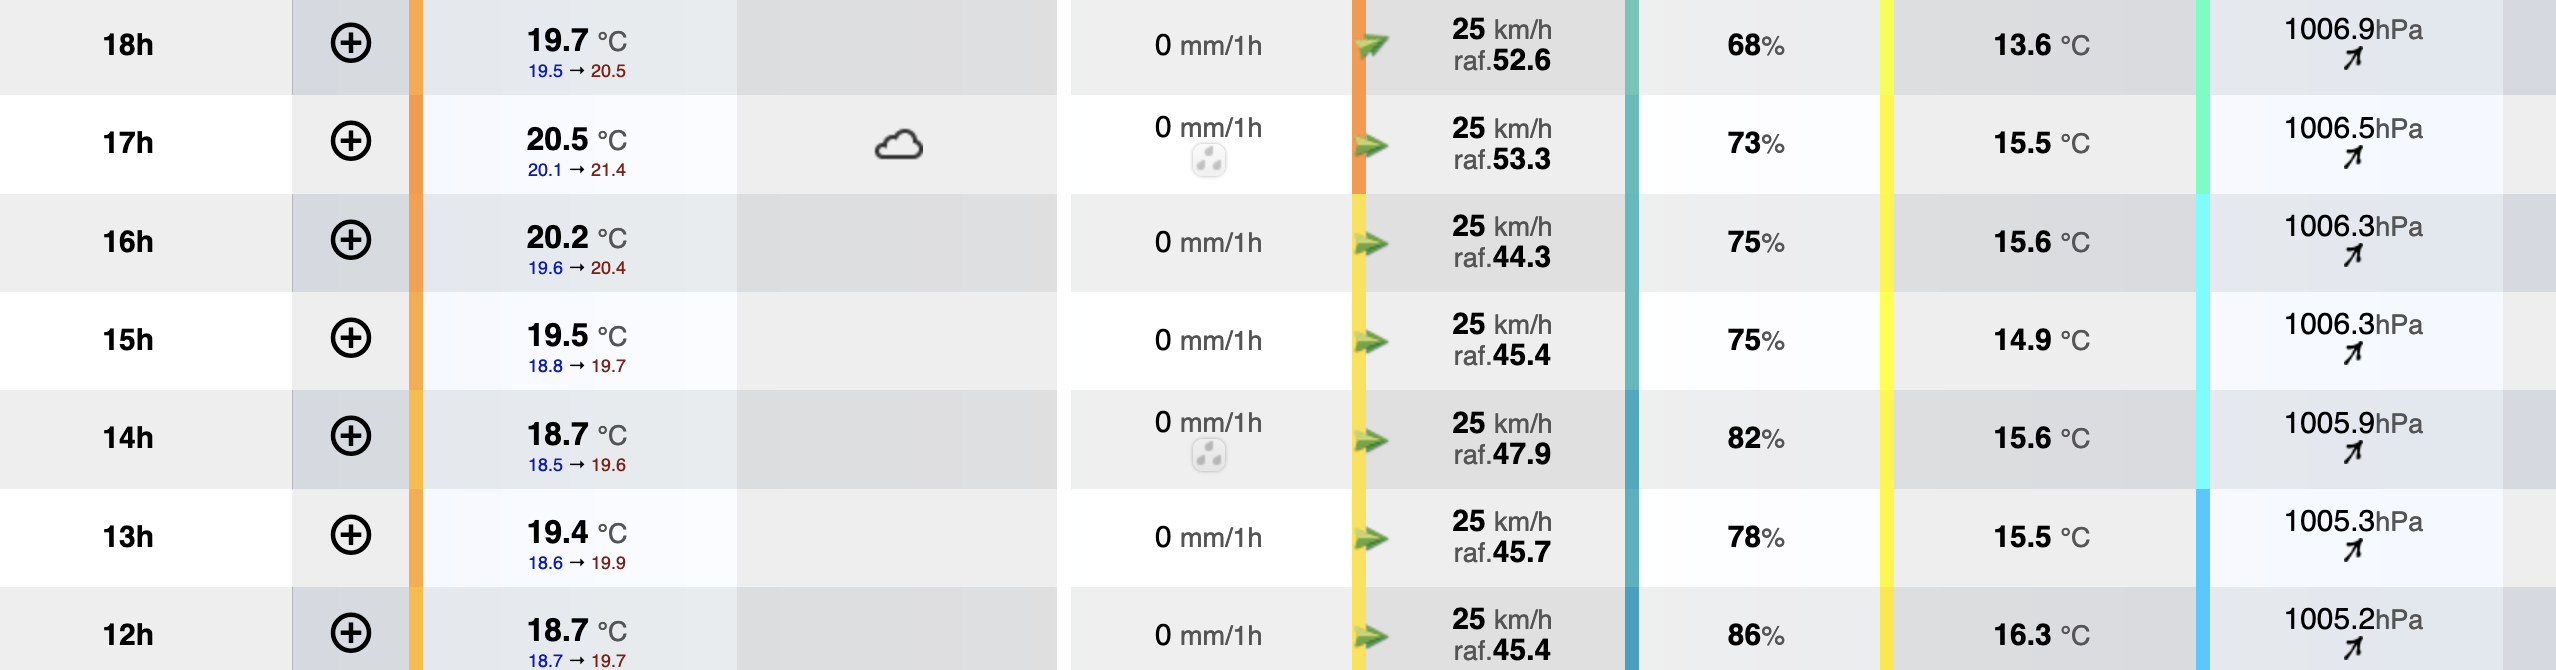 18h 19.7 °C 0 mm/1h 25 km/h 68% 13.6 °C 1006.9hPa
19.5 → 20.5 raf.52.6
17h 20.5 °C 0 mm/1h 25 km/h 73% 15.5 °C 1006.5hPa
20.1 → 21.4 raf.53.3
16h 20.2 °C 0 mm/1h 25 km/h 75% 15.6 °C 1006.3hPa
19.6 → 20.4 raf.44.3
15h 19.5 °C 0 mm/1h 25 km/h 75% 14.9 °C 1006.3hPa
18.8 → 19.7 raf.45.4
14h 18.7 °C 0 mm/1h 25 km/h 82% 15.6 °C 1005.9hPa
18.5 → 19.6 raf.47.9
13h 19.4 °C 0 mm/1h 25 km/h 78% 15.5 °C 1005.3hPa
18.6 → 19.9 raf.45.7
12h 18.7 °C 0 mm/1h 25 km/h 86% 16.3 °C 1005.2hPa
18.7 → 19.7 raf.45.4